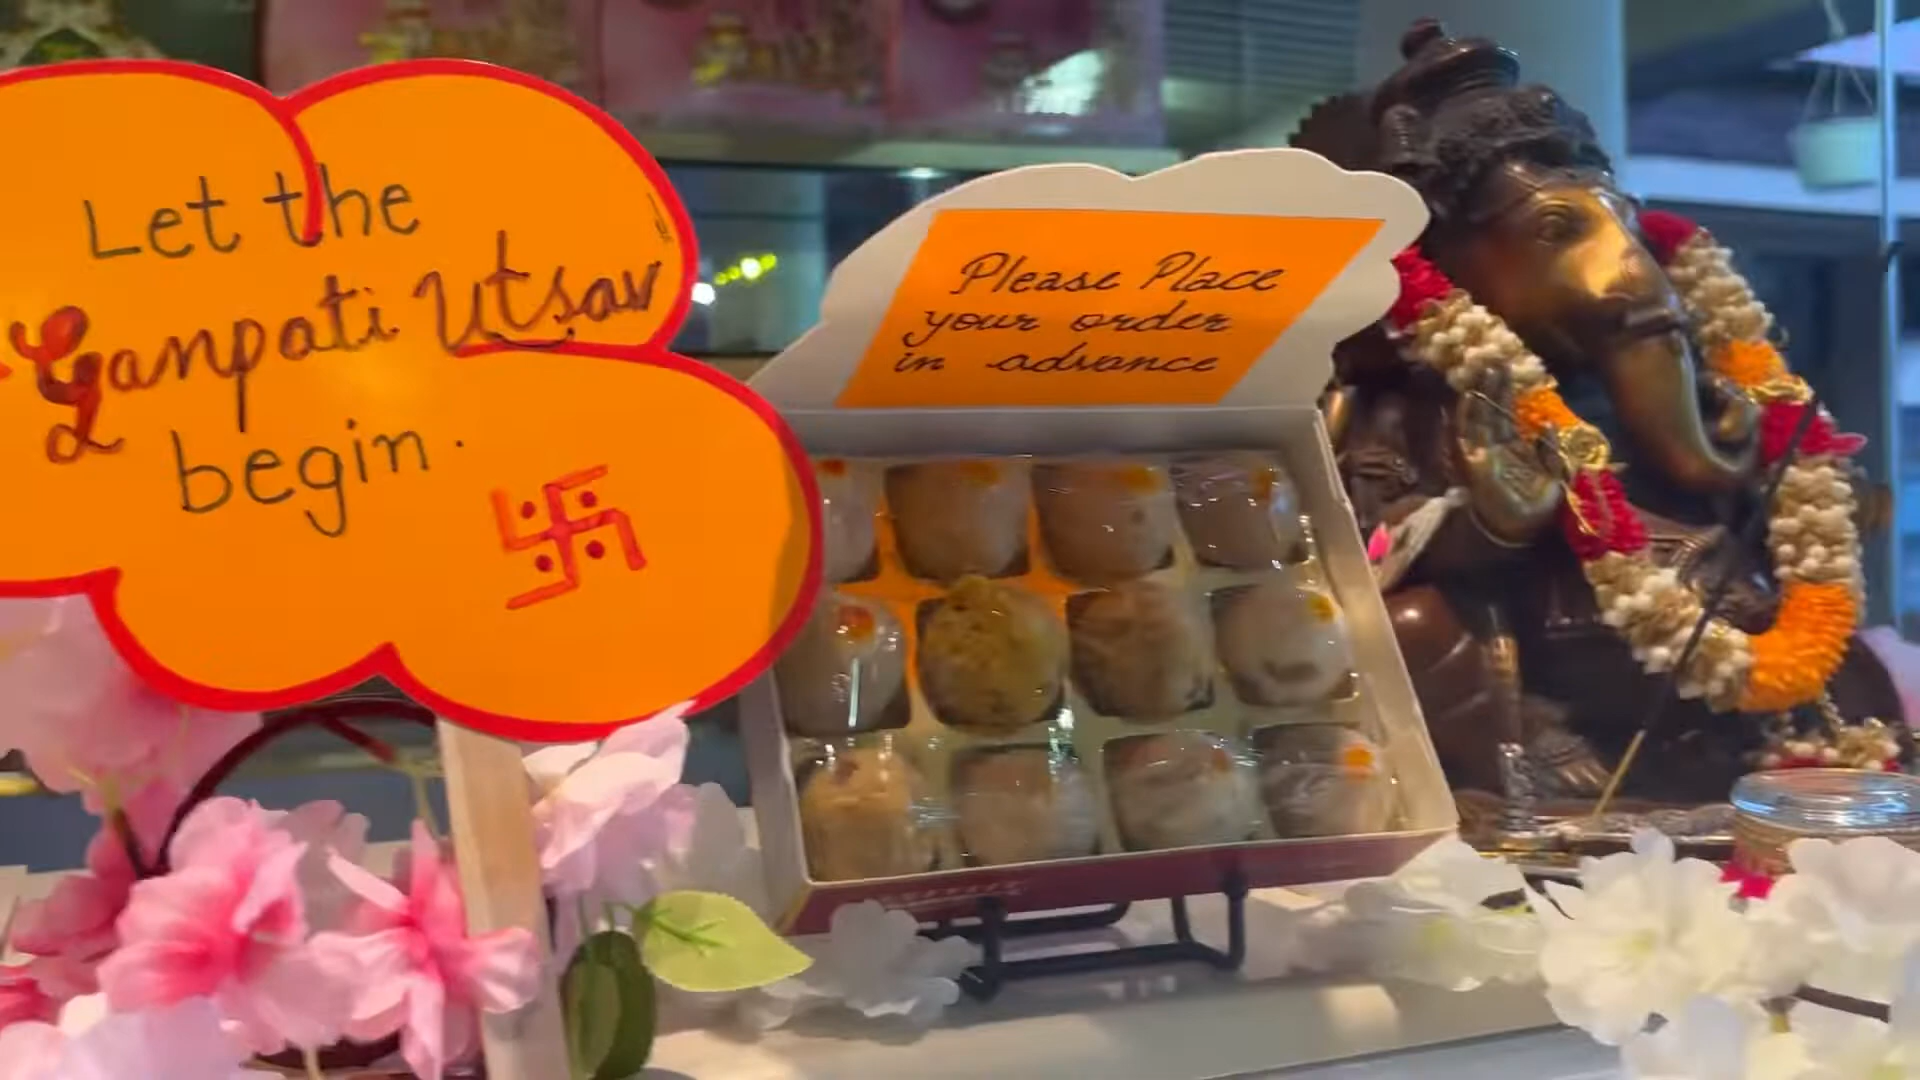 Let the
Ganpati Utsav
begin.
Please Place
your order
in advance